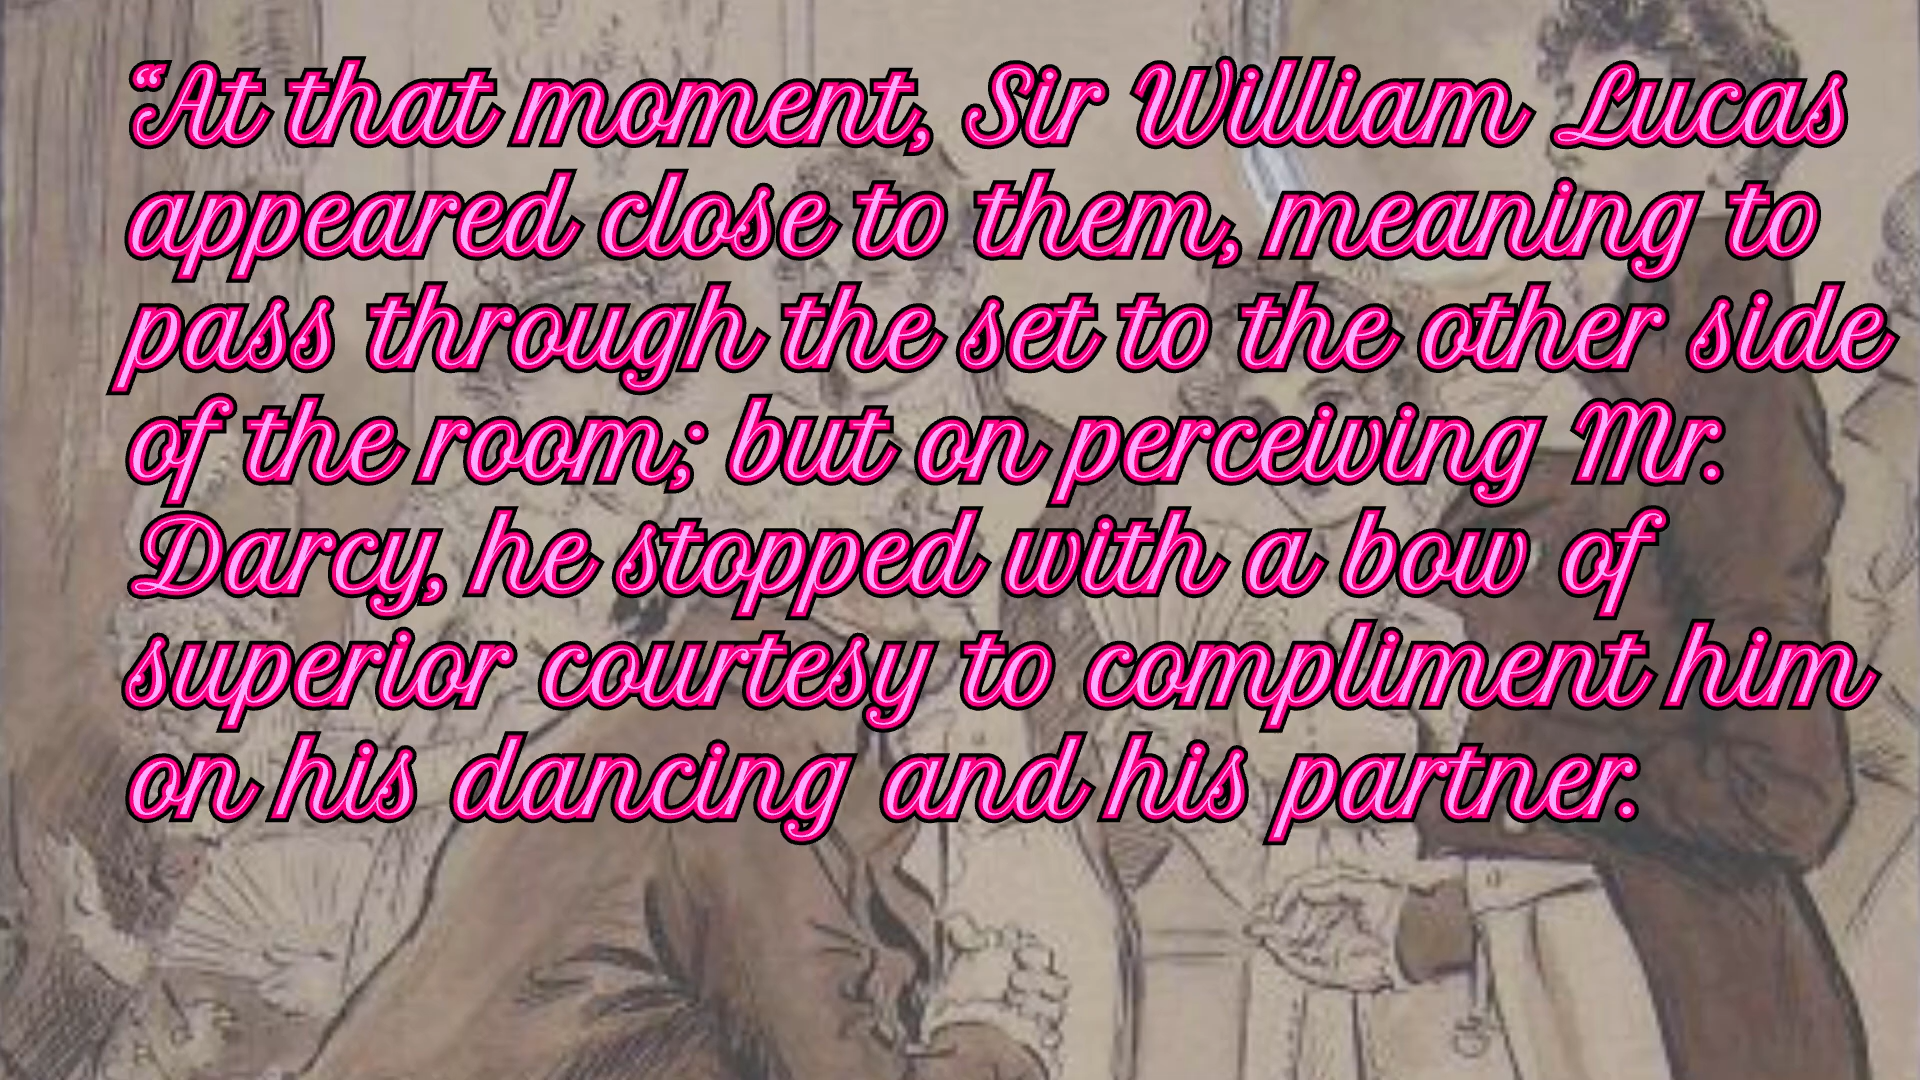 “At that moment, Sir William Lucas
appeared close to them, meaning to
pass through the set to the other side
of the room; but on perceiving Mr.
Darcy, he stopped with a bow of
superior courtesy to compliment him
on his dancing and his partner.